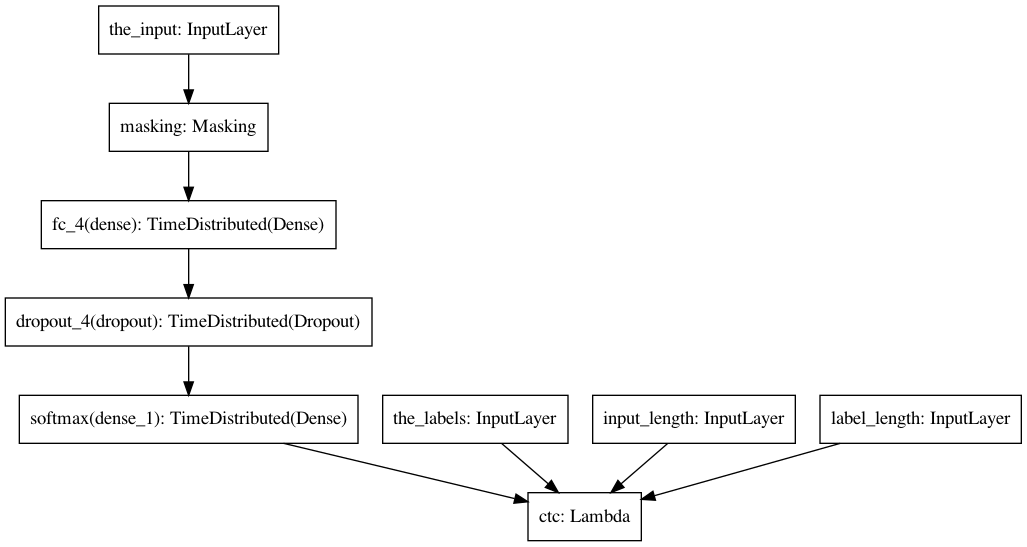 the_input: InputLayer
masking: Masking
fc_4(dense): TimeDistributed(Dense)
dropout_4(dropout): TimeDistributed(Dropout)
softmax(dense_1): TimeDistributed(Dense)
the_labels: InputLayer
input_length: InputLayer
label_length: InputLayer
ctc: Lambda